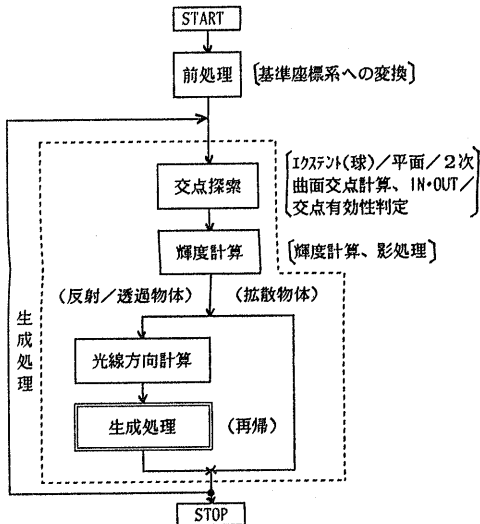 START
前処理
〔基準座標系への変換〕
エクステント(球)/平面/2次
曲面交点計算、IN・OUT/
交点有効性判定
交点探索
輝度計算
〔輝度計算、影処理〕
(反射/透過物体)
(拡散物体)
生成処理
光線方向計算
生成処理
(再帰)
STOP